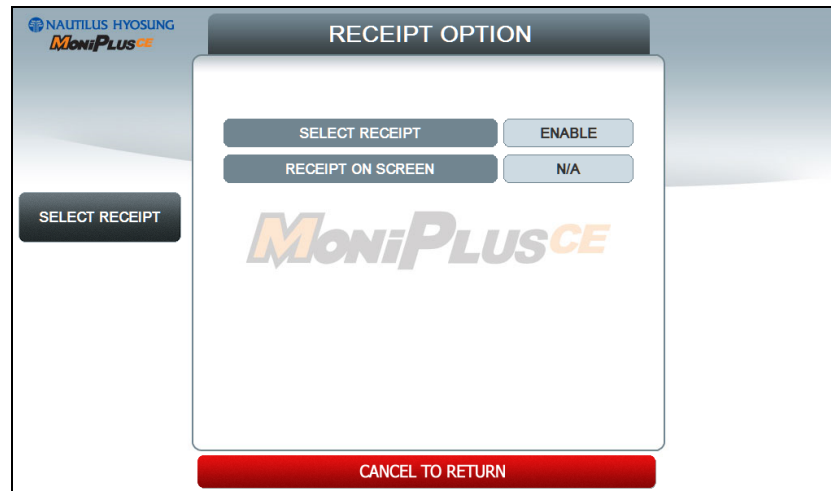 NAUTILUS HYOSUNG
MoniPlusCE
RECEIPT OPTION
SELECT RECEIPT ENABLE
RECEIPT ON SCREEN N/A
SELECT RECEIPT
MoniPlusCE
CANCEL TO RETURN